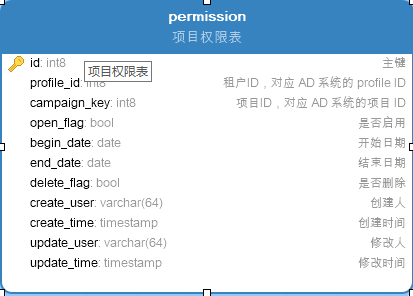 permission
项目权限表
id: int8 主键
项目权限表
profile_id: int8 租户ID，对应 AD 系统的 profile ID
campaign_key: int8 项目ID，对应 AD 系统的项目 ID
open_flag: bool 是否启用
begin_date: date 开始日期
end_date: date 结束日期
delete_flag: bool 是否删除
create_user: varchar(64) 创建人
create_time: timestamp 创建时间
update_user: varchar(64) 修改人
update_time: timestamp 修改时间